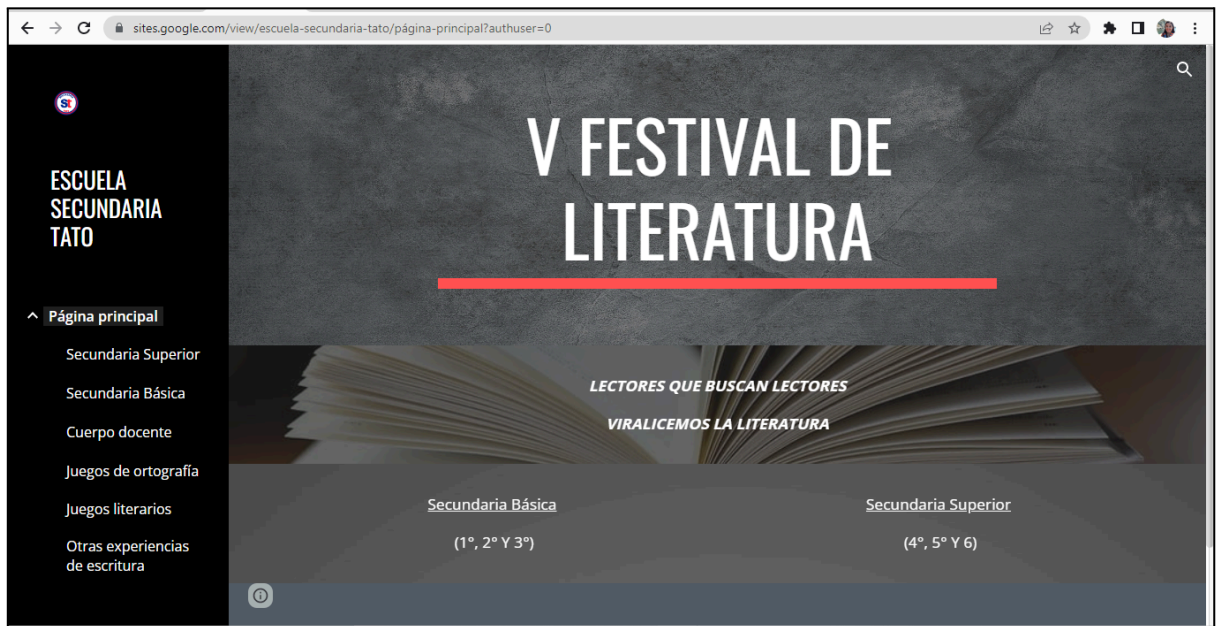 sites.google.com/view/escuela-secundaria-tato/página-principal?authuser=0
ST
ESCUELA
SECUNDARIA
TATO
Página principal
Secundaria Superior
Secundaria Básica
Cuerpo docente
Juegos de ortografía
Juegos literarios
Otras experiencias
de escritura
V FESTIVAL DE
LITERATURA
LECTORES QUE BUSCAN LECTORES
VIRALICEMOS LA LITERATURA
Secundaria Básica
(1°, 2° Y 3°)
Secundaria Superior
(4°, 5° Y 6)